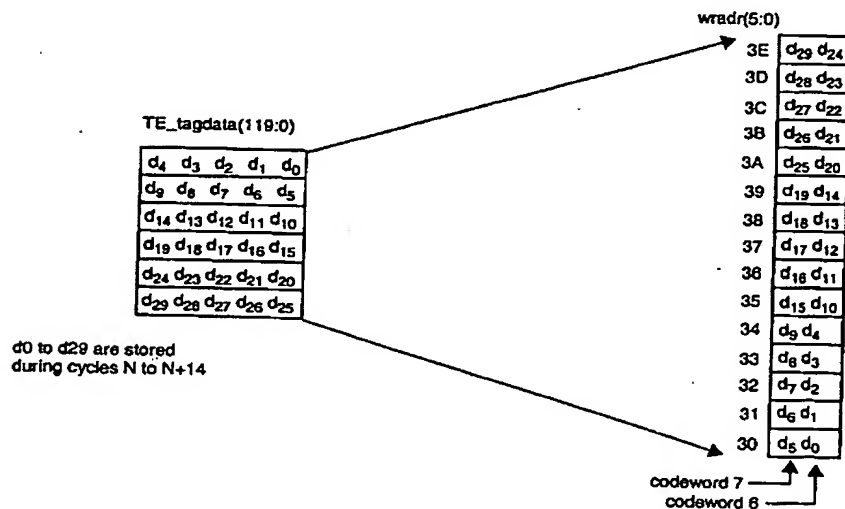 wradr(5:0)
3E d29 d24
3D d28 d23
3C d27 d22
3B d26 d21
3A d25 d20
39 d19 d14
38 d18 d13
37 d17 d12
36 d16 d11
35 d15 d10
34 d9 d4
33 d8 d3
32 d7 d2
31 d6 d1
30 d5 d0
codeword 7
codeword 6
TE_tagdata(119:0)
d4 d3 d2 d1 d0
d9 d8 d7 d6 d5
d14 d13 d12 d11 d10
d19 d18 d17 d16 d15
d24 d23 d22 d21 d20
d29 d28 d27 d26 d25
d0 to d29 are stored
during cycles N to N+14